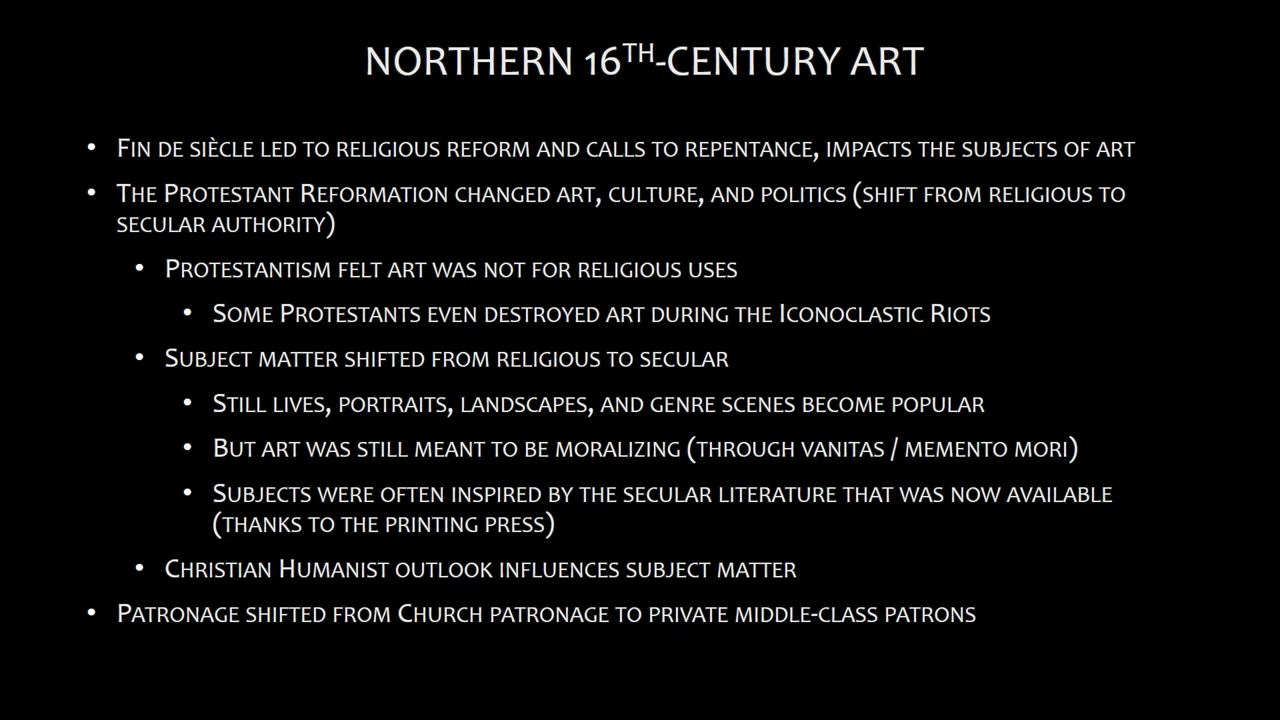 NORTHERN 16TH-CENTURY ART
• FIN DE SIÈCLE LED TO RELIGIOUS REFORM AND CALLS TO REPENTANCE, IMPACTS THE SUBJECTS OF ART
• THE PROTESTANT REFORMATION CHANGED ART, CULTURE, AND POLITICS (SHIFT FROM RELIGIOUS TO
SECULAR AUTHORITY)
• PROTESTANTISM FELT ART WAS NOT FOR RELIGIOUS USES
• SOME PROTESTANTS EVEN DESTROYED ART DURING THE ICONOCLASTIC RIOTS
• SUBJECT MATTER SHIFTED FROM RELIGIOUS TO SECULAR
• STILL LIVES, PORTRAITS, LANDSCAPES, AND GENRE SCENES BECOME POPULAR
• BUT ART WAS STILL MEANT TO BE MORALIZING (THROUGH VANITAS / MEMENTO MORI)
• SUBJECTS WERE OFTEN INSPIRED BY THE SECULAR LITERATURE THAT WAS NOW AVAILABLE
(THANKS TO THE PRINTING PRESS)
• CHRISTIAN HUMANIST OUTLOOK INFLUENCES SUBJECT MATTER
• PATRONAGE SHIFTED FROM CHURCH PATRONAGE TO PRIVATE MIDDLE-CLASS PATRONS